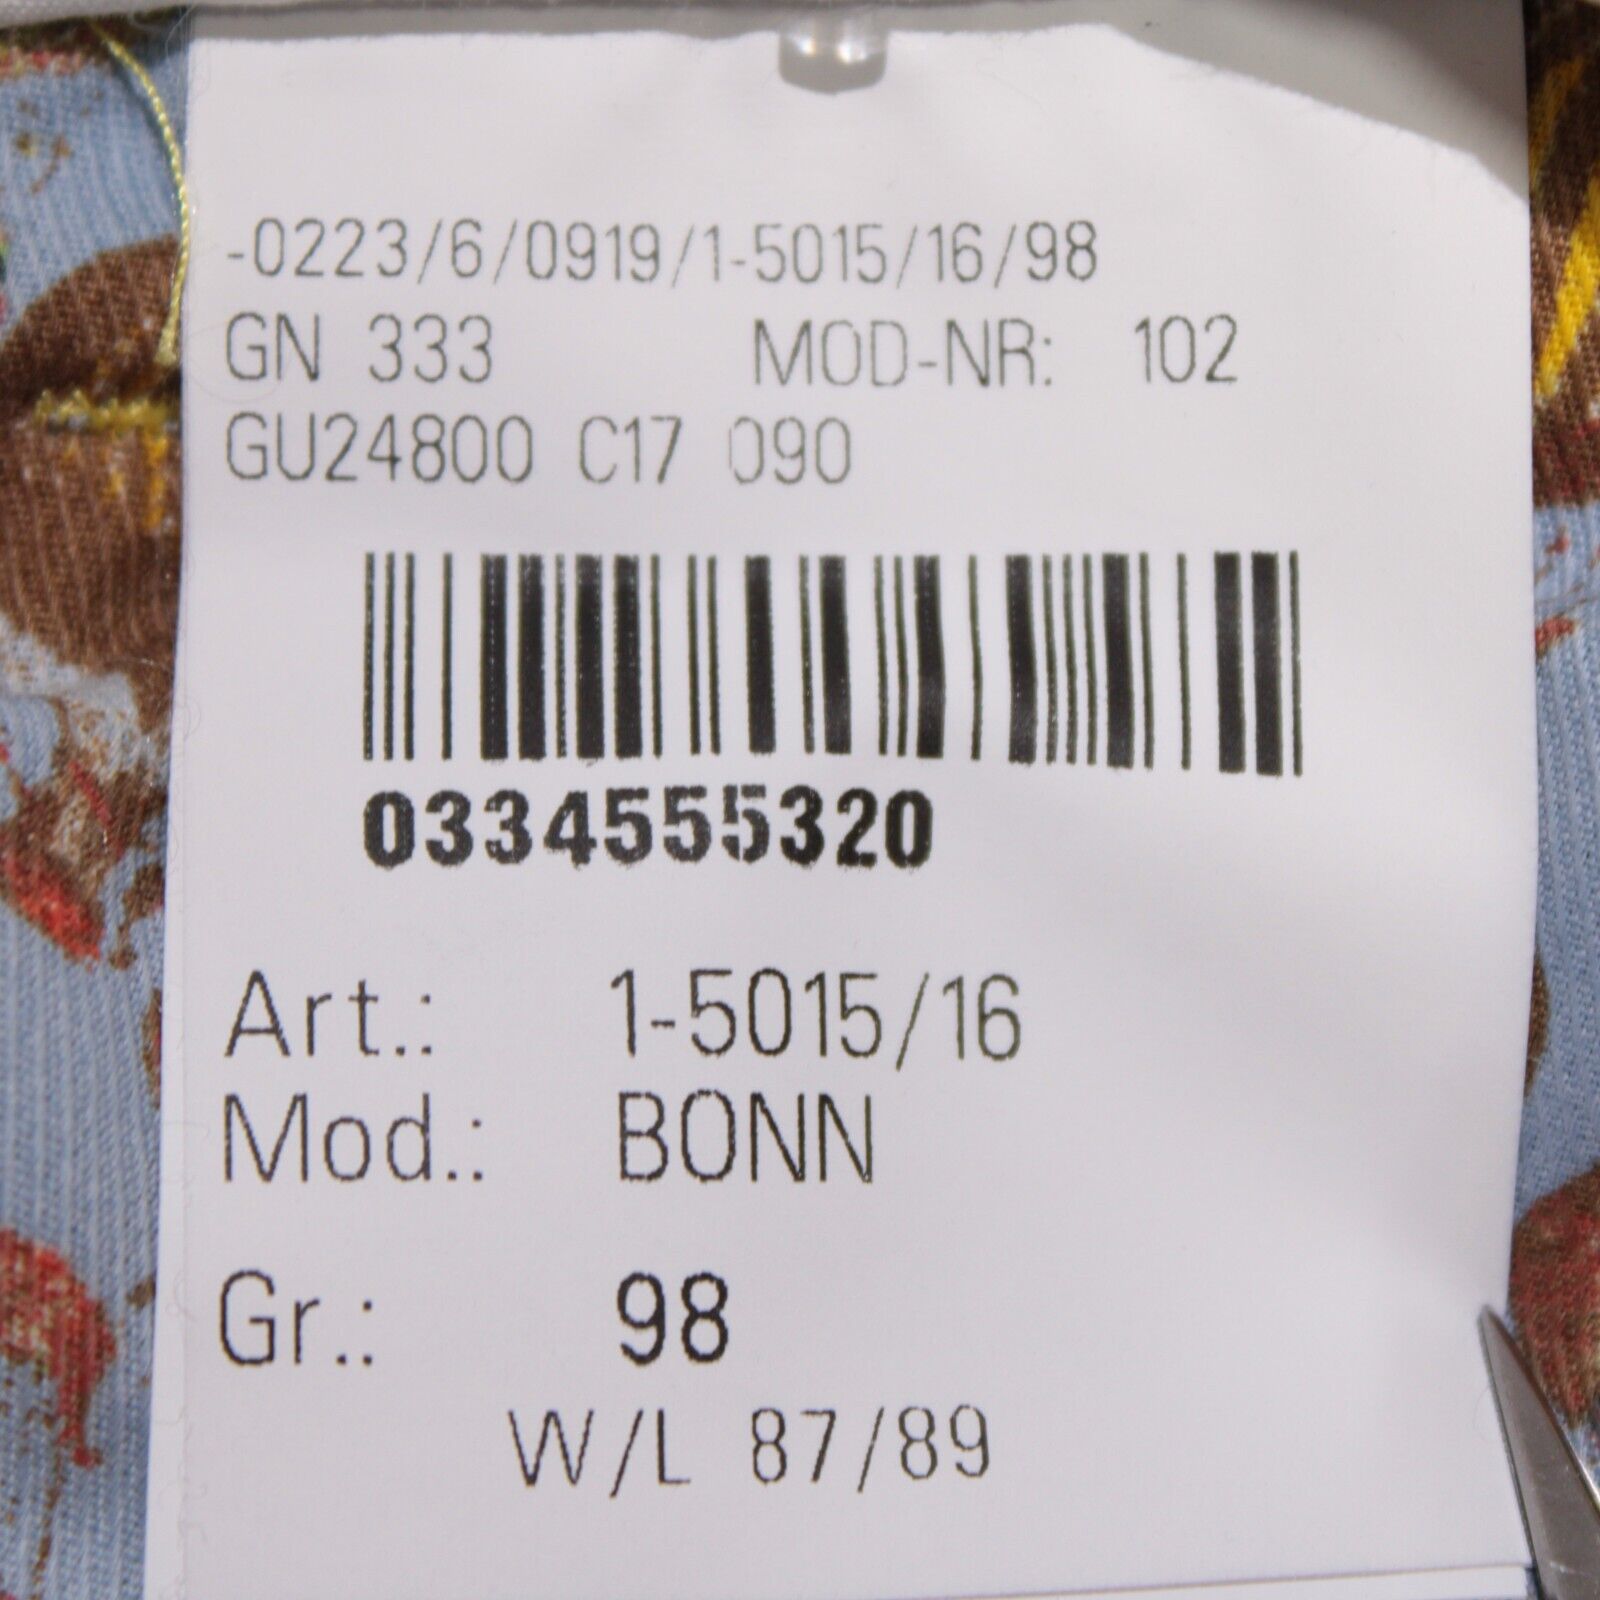 -0223/6/0919/1-5015/16/98
GN 333 MOD-NR: 102
GU24800 C17 090
0334555320
Art.: 1-5015/16
Mod.: BONN
Gr.: 98
W/L 87/89